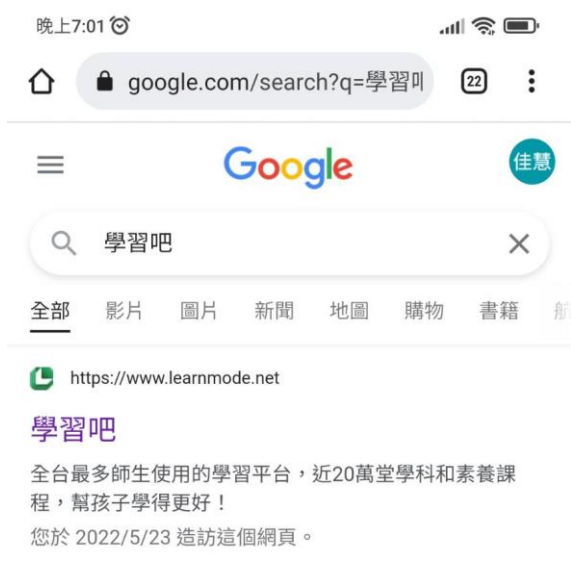 晚上7:01
google.com/search?q=學習吧
22
Google
佳慧
學習吧
全部 影片 圖片 新聞 地圖 購物 書籍 航
https://www.learnmode.net
學習吧
全台最多師生使用的學習平台，近20萬堂學科和素養課
程，幫孩子學得更好！
您於 2022/5/23 造訪這個網頁。